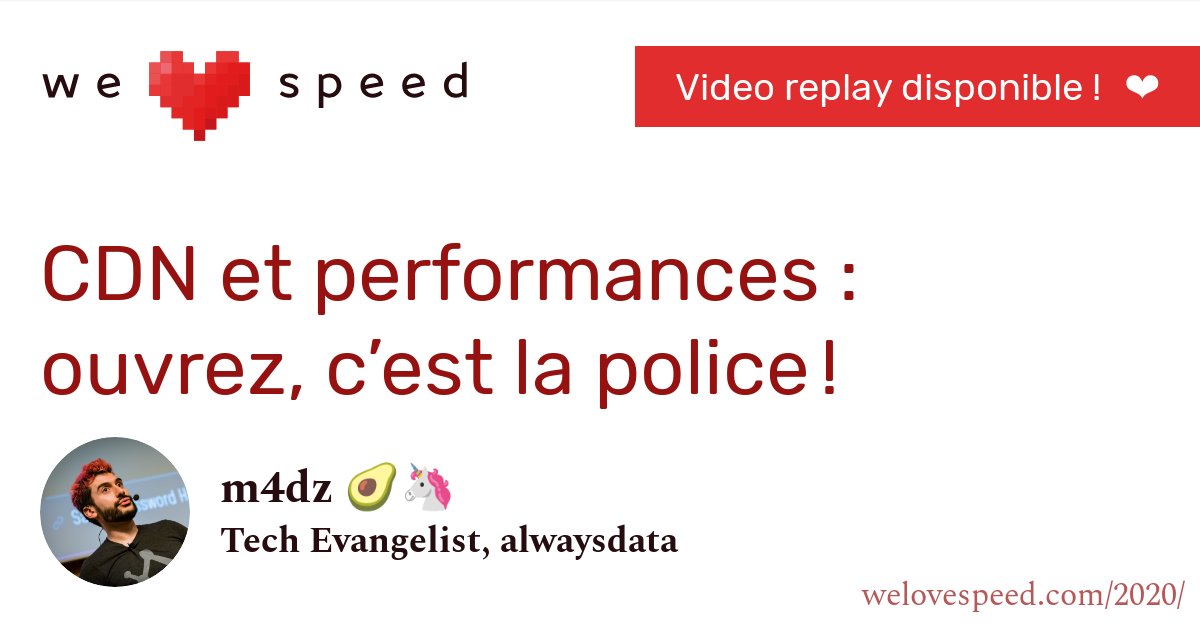 we ❤ speed
Video replay disponible ! ❤
CDN et performances :
ouvrez, c’est la police !
m4dz 🥑🦄
Tech Evangelist, alwaysdata
welovespeed.com/2020/